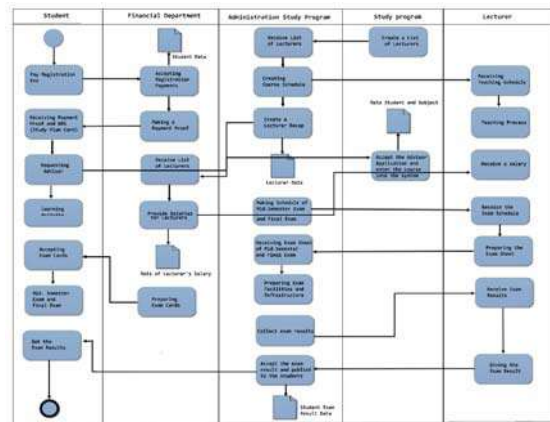 Student
Financial Department
Administration Study Program
Study program
Lecturer
Receive List
of Lecturers
Create a List
of Lecturers
Student Data
Pay Registration
Fee
Accepting
Registration
Payments
Creating
Course Schedule
Receiving
Teaching Schedule
Receiving Payment
Proof and KRS
(Study Plan Card)
Making a
Payment Proof
Create a
Lecturer Recap
Data Student and Subject
Teaching Process
Requesting
Advisor
Receive List
of Lecturers
Lecturer Data
Accept the Advisor
Application and
enter the course
into the System
Receive a Salary
Learning
Provide Salaries
for Lecturers
Making Schedule of
Mid Semester Exam
and Final Exam
the
Exam Schedule
Accepting
Exam Cards
Data of Lecturer's Salary
Receiving Exam Sheet
of Mid Semester
and Final Exam
Preparing the
Exam Sheet
Mid. Semester
Exam and
Final Exam
Preparing
Exam Cards
Preparing Exam
Facilities and
Infrastructure
Receive Exam
Results
Collect exam results
Get the
Exam Results
Accept the exam
result and publish
to the students
Giving the
Exam Result
Student Exam
Result Data